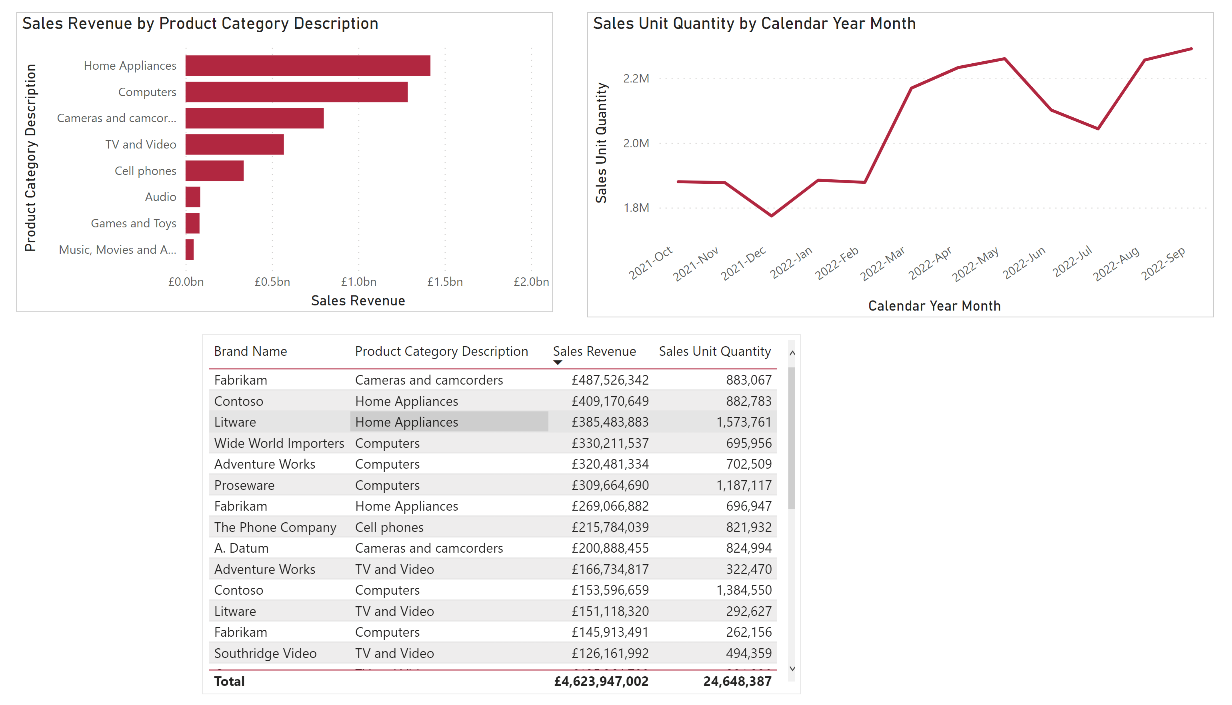 Sales Revenue by Product Category Description
Product Category Description
Home Appliances
Computers
Cameras and camcor...
TV and Video
Cell phones
Audio
Games and Toys
Music, Movies and A...
£0.0bn £0.5bn £1.0bn £1.5bn £2.0bn
Sales Revenue
Sales Unit Quantity by Calendar Year Month
Sales Unit Quantity
2.2M
2.0M
1.8M
2021-Oct 2021-Nov 2021-Dec 2022-Jan 2022-Feb 2022-Mar 2022-Apr 2022-May 2022-Jun 2022-Jul 2022-Aug 2022-Sep
Calendar Year Month
Brand Name Product Category Description Sales Revenue Sales Unit Quantity
Fabrikam Cameras and camcorders £487,526,342 883,067
Contoso Home Appliances £409,170,649 882,783
Litware Home Appliances £385,483,883 1,573,761
Wide World Importers Computers £330,211,537 695,956
Adventure Works Computers £320,481,334 702,509
Proseware Computers £309,664,690 1,187,117
Fabrikam Home Appliances £269,066,882 696,947
The Phone Company Cell phones £215,784,039 821,932
A. Datum Cameras and camcorders £200,888,455 824,994
Adventure Works TV and Video £166,734,817 322,470
Contoso Computers £153,596,659 1,384,550
Litware TV and Video £151,118,320 292,627
Fabrikam Computers £145,913,491 262,156
Southridge Video TV and Video £126,161,992 494,359
Total £4,623,947,002 24,648,387